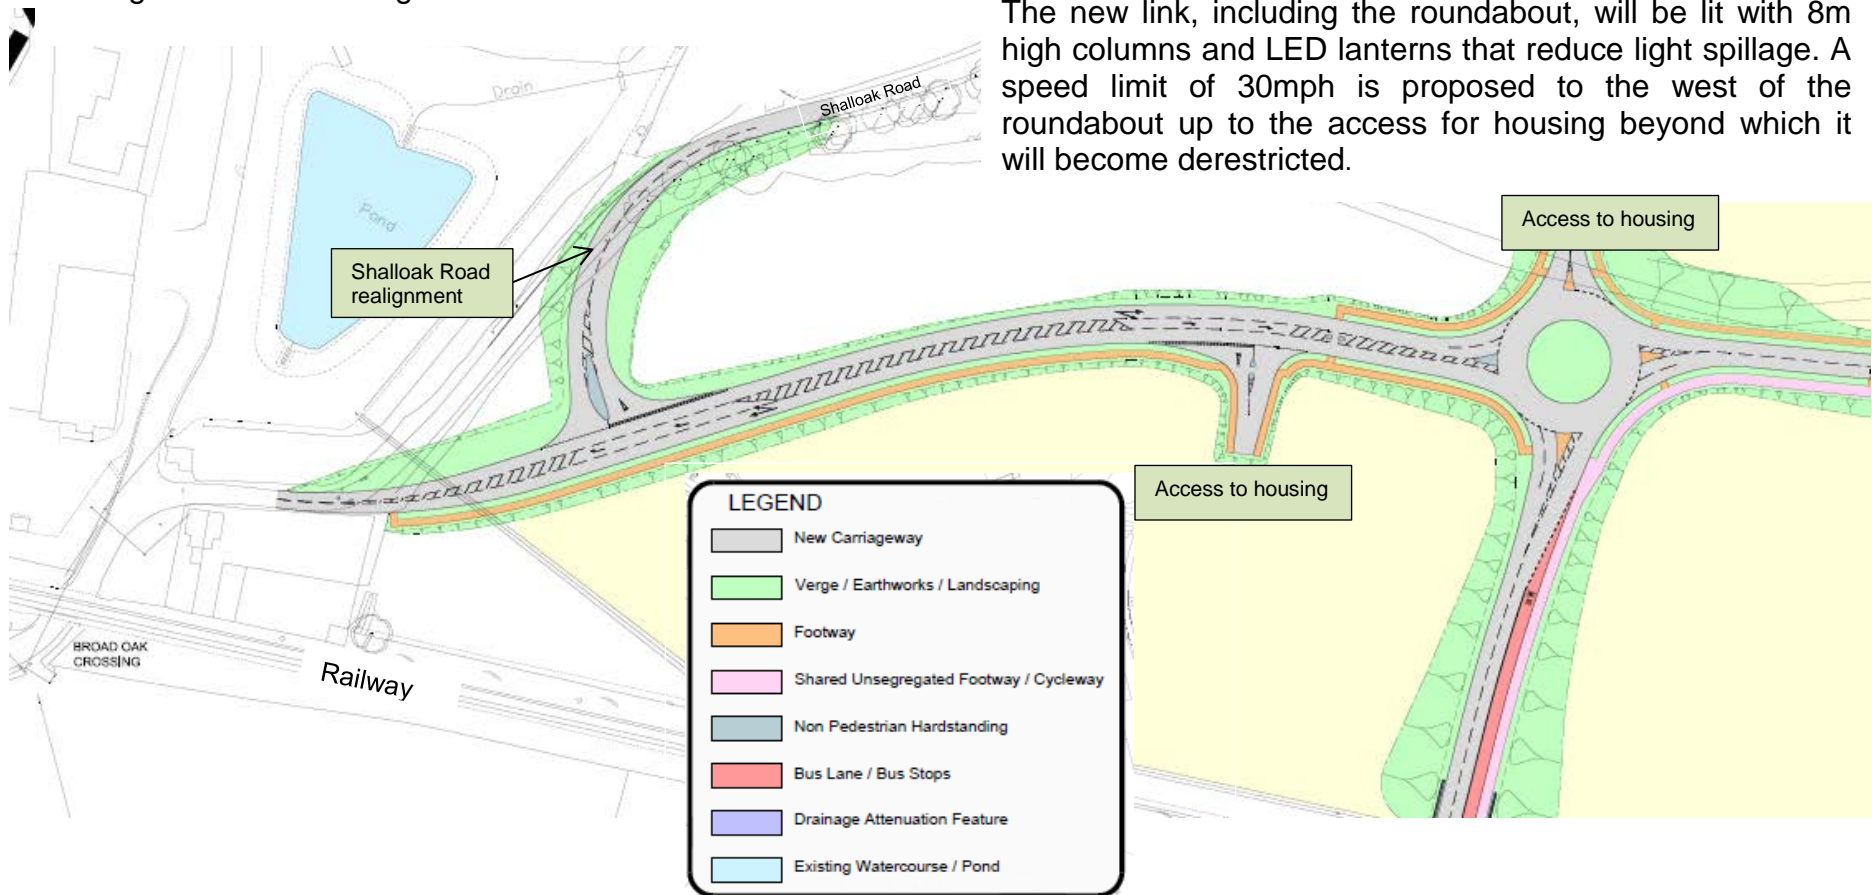 The new link, including the roundabout, will be lit with 8m
high columns and LED lanterns that reduce light spillage. A
speed limit of 30mph is proposed to the west of the
roundabout up to the access for housing beyond which it
will become derestricted.
Drain
Shalloak Road
Pond
Access to housing
Shalloak Road
realignment
Access to housing
BROAD OAK
CROSSING
Railway
LEGEND
New Carriageway
Verge / Earthworks / Landscaping
Footway
Shared Unsegregated Footway / Cycleway
Non Pedestrian Hardstanding
Bus Lane / Bus Stops
Drainage Attenuation Feature
Existing Watercourse / Pond